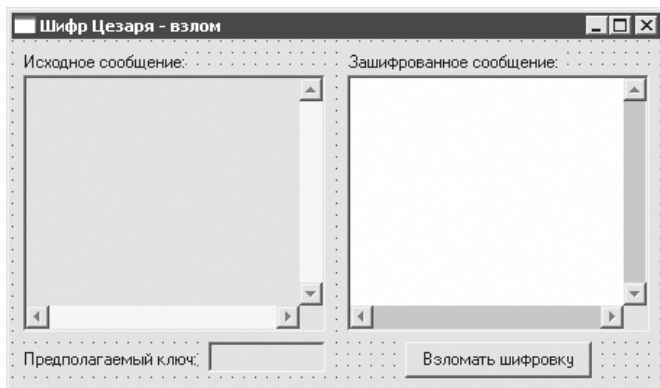 Шифр Цезаря - взлом
Исходное сообщение:
Зашифрованное сообщение:
Предполагаемый ключ:
Взломать шифровку